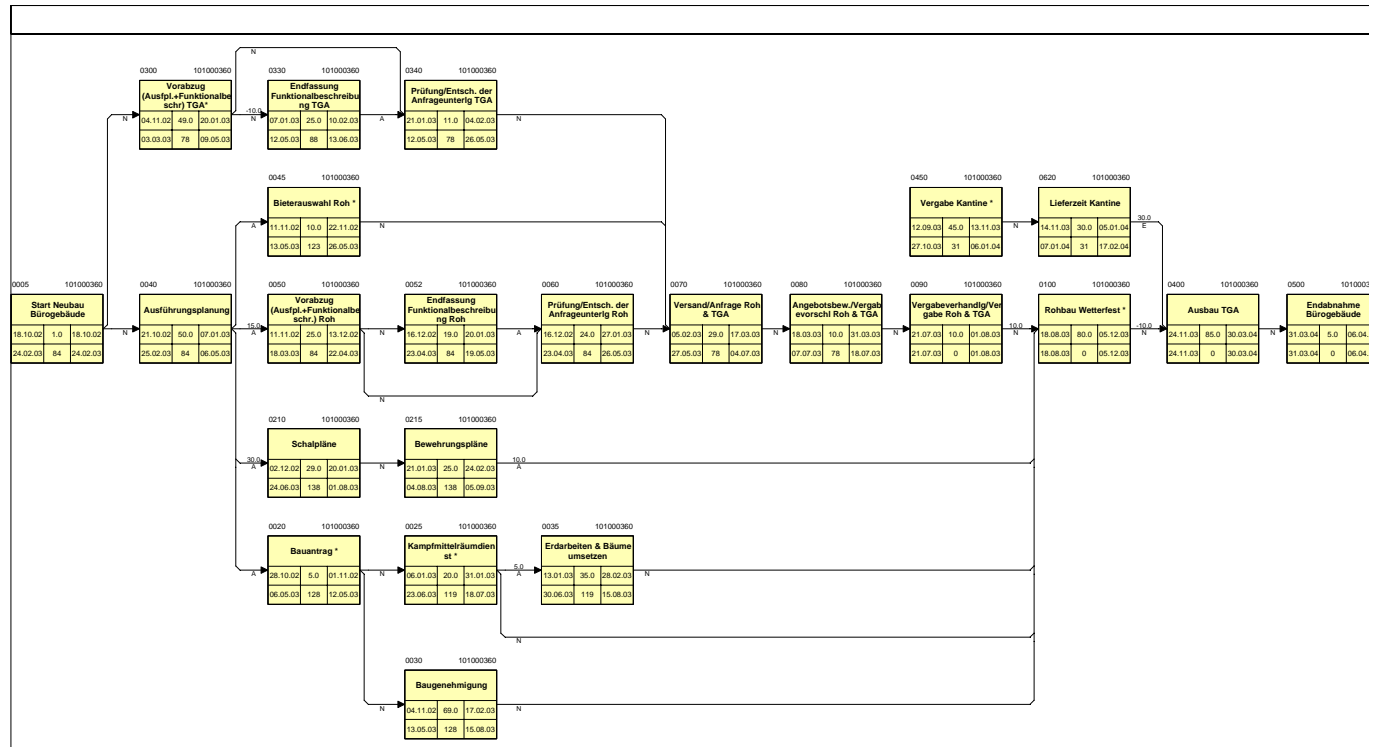 N
0300 101000360
Vorabzug
(Ausfpl.+Funktionalbe
schr) TGA*
04.11.02 49.0 20.01.03
03.03.03 78 09.05.03
N
-10.0
N
0330 101000360
Endfassung
Funktionalbeschreibu
ng TGA
07.01.03 25.0 10.02.03
12.05.03 88 13.06.03
A
0340 101000360
Prüfung/Entsch. der
Anfrageunterlg TGA
21.01.03 11.0 04.02.03
12.05.03 78 26.05.03
N
0045 101000360
Bieterauswahl Roh *
11.11.02 10.0 22.11.02
13.05.03 123 26.05.03
A
N
0450 101000360
Vergabe Kantine *
12.09.03 45.0 13.11.03
27.10.03 31 06.01.04
N
0620 101000360
Lieferzeit Kantine
14.11.03 30.0 05.01.04
07.01.04 31 17.02.04
30.0
E
0005 101000360
Start Neubau
Bürogebäude
18.10.02 1.0 18.10.02
24.02.03 84 24.02.03
N
0040 101000360
Ausführungsplanung
21.10.02 50.0 07.01.03
25.02.03 84 06.05.03
15.0
A
0050 101000360
Vorabzug
(Ausfpl.+Funktionalbe
schr.) Roh
11.11.02 25.0 13.12.02
18.03.03 84 22.04.03
N
N
0052 101000360
Endfassung
Funktionalbeschreibu
ng Roh
16.12.02 19.0 20.01.03
23.04.03 84 19.05.03
A
0060 101000360
Prüfung/Entsch. der
Anfrageunterlg Roh
16.12.02 24.0 27.01.03
23.04.03 84 26.05.03
N
0070 101000360
Versand/Anfrage Roh
& TGA
05.02.03 29.0 17.03.03
27.05.03 78 04.07.03
N
0080 101000360
Angebotsbew./Vergab
evorschl Roh & TGA
18.03.03 10.0 31.03.03
07.07.03 78 18.07.03
N
0090 101000360
Vergabeverhandlg/Ver
gabe Roh & TGA
21.07.03 10.0 01.08.03
21.07.03 0 01.08.03
10.0
N
0100 101000360
Rohbau Wetterfest *
18.08.03 80.0 05.12.03
18.08.03 0 05.12.03
-10.0
N
0400 101000360
Ausbau TGA
24.11.03 85.0 30.03.04
24.11.03 0 30.03.04
N
0500 1010003
Endabnahme
Bürogebäude
31.03.04 5.0 06.04.
31.03.04 0 06.04.
0210 101000360
Schalpläne
02.12.02 29.0 20.01.03
24.06.03 138 01.08.03
30.0
A
N
0215 101000360
Bewehrungspläne
21.01.03 25.0 24.02.03
04.08.03 138 05.09.03
10.0
A
0020 101000360
Bauantrag *
28.10.02 5.0 01.11.02
06.05.03 128 12.05.03
A
N
0025 101000360
Kampfmittelräumdien
st *
06.01.03 20.0 31.01.03
23.06.03 119 18.07.03
5.0
A
N
0035 101000360
Erdarbeiten & Bäume
umsetzen
13.01.03 35.0 28.02.03
30.06.03 119 15.08.03
N
0030 101000360
Baugenehmigung
04.11.02 69.0 17.02.03
13.05.03 128 15.08.03
N
N